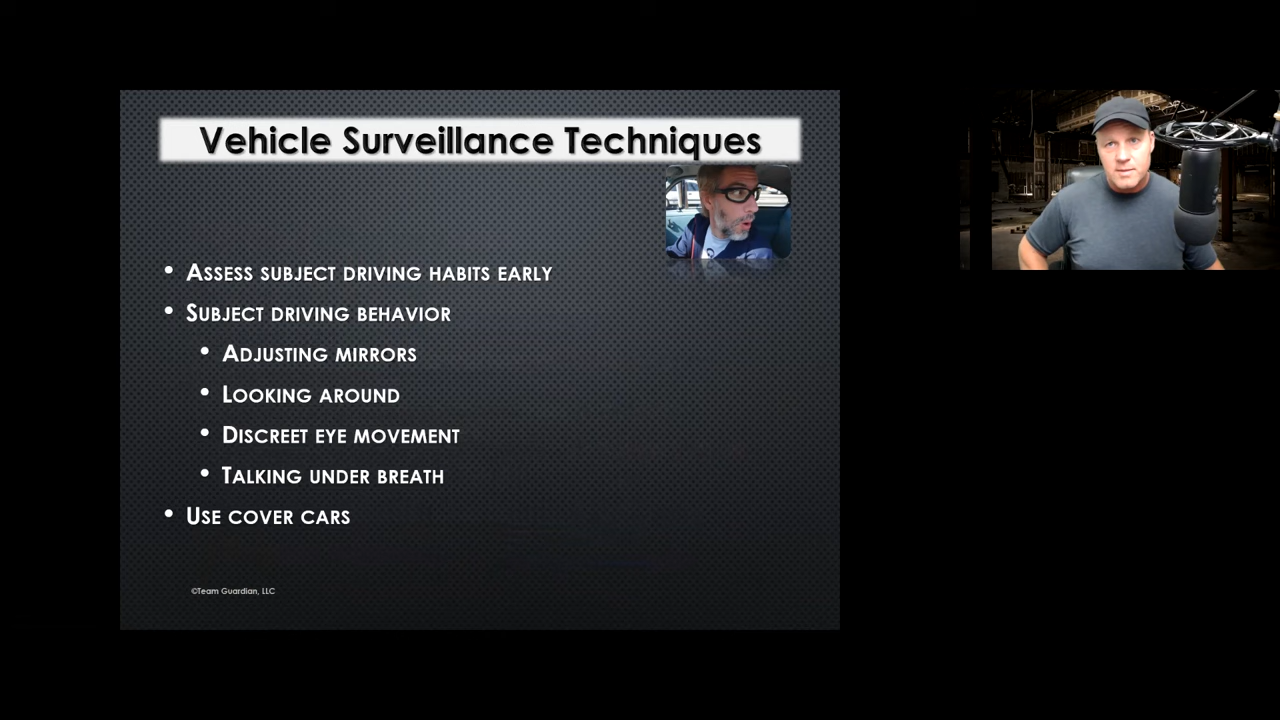 Vehicle Surveillance Techniques
• Assess subject driving habits early
• Subject driving behavior
• Adjusting mirrors
• Looking around
• Discreet eye movement
• Talking under breath
• Use cover cars
©Team Guardian, LLC